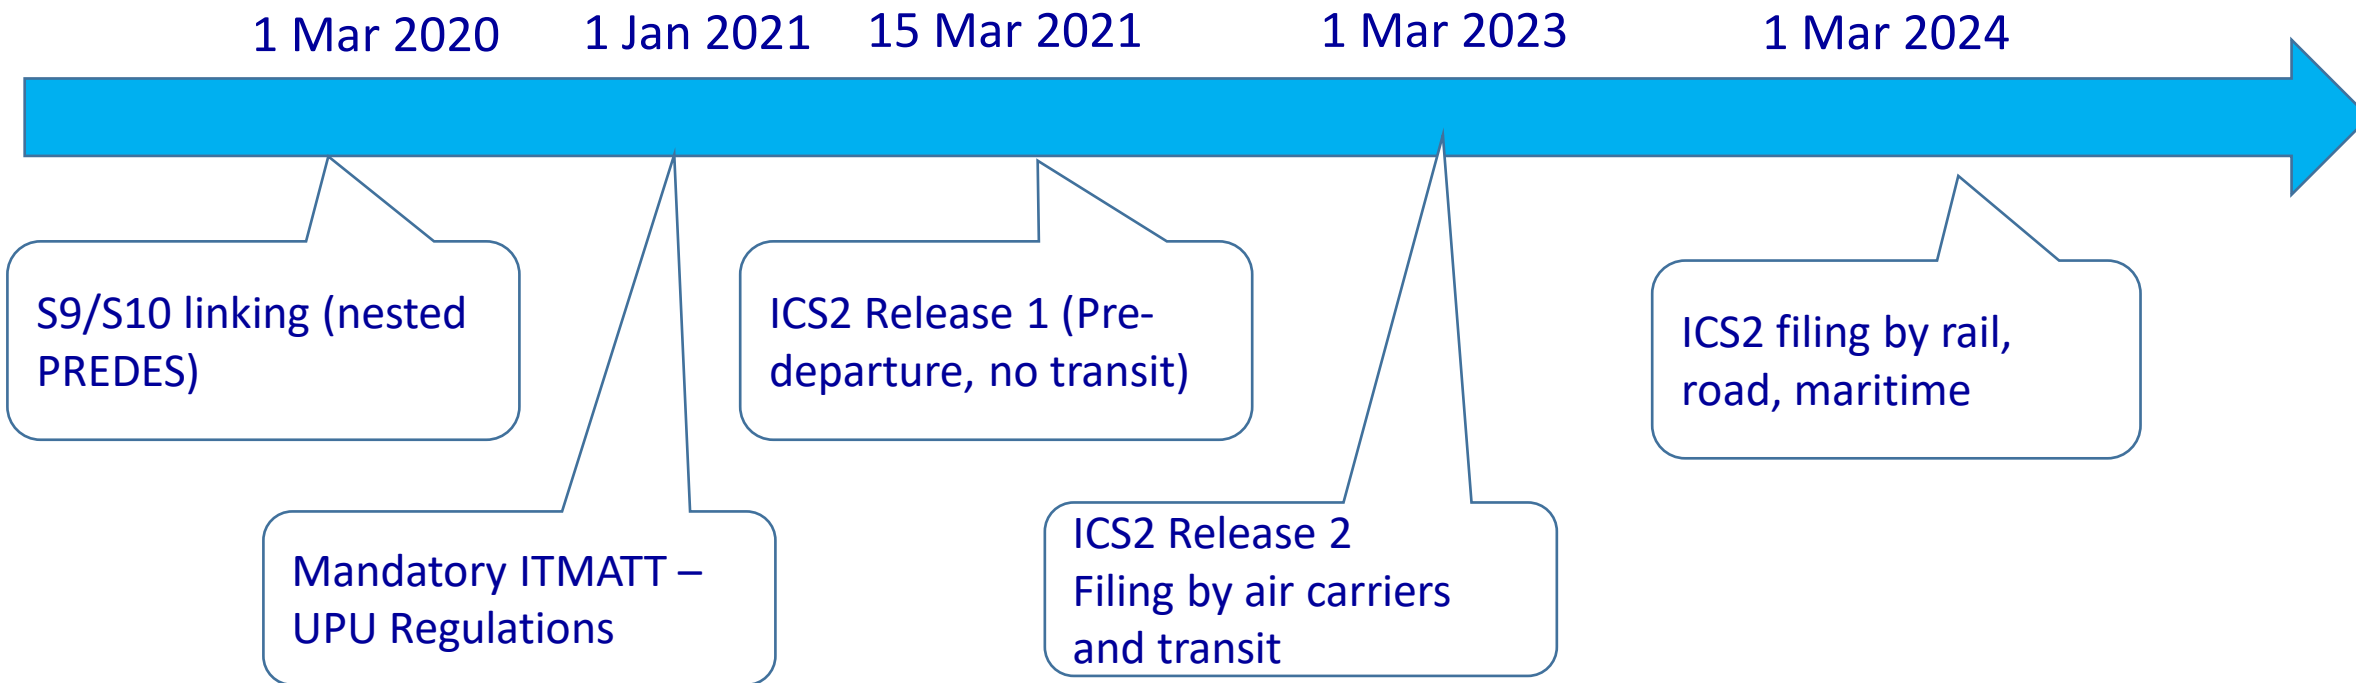 1 Mar 2020
1 Jan 2021
15 Mar 2021
1 Mar 2023
1 Mar 2024
S9/S10 linking (nested
PREDES)
Mandatory ITMATT –
UPU Regulations
ICS2 Release 1 (Pre-
departure, no transit)
ICS2 Release 2
Filing by air carriers
and transit
ICS2 filing by rail,
road, maritime